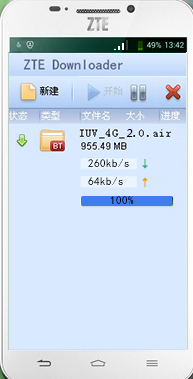 ZTE
49% 13:42
ZTE Downloader
新建 开始
状态 类型 文件名 大小 进度
BT
IUV_4G_2.0.air
955.49 MB
260kb/s
64kb/s
100%